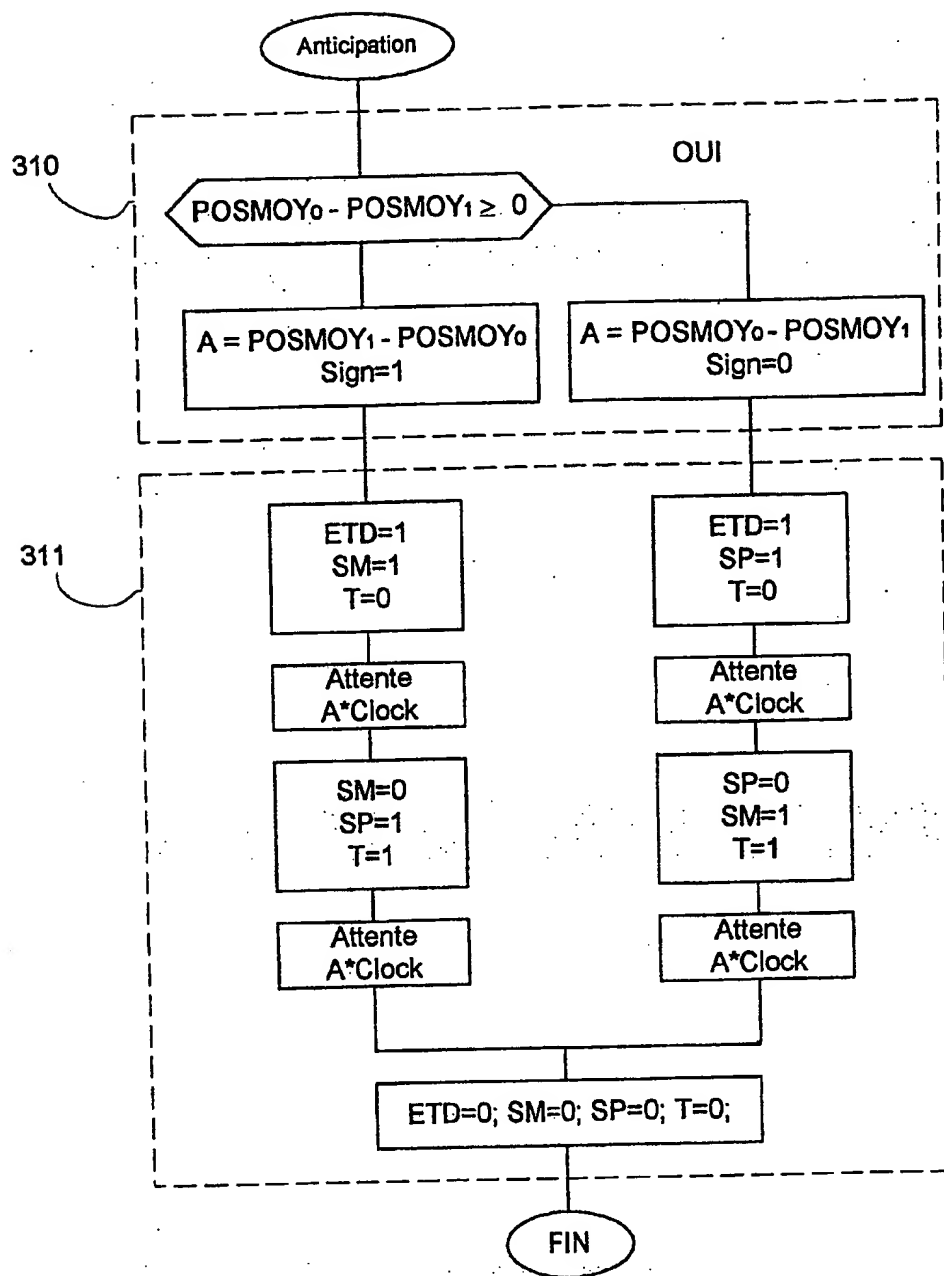 Anticipation
310
OUI
POSMOY₀ - POSMOY₁ ≥ 0
A = POSMOY₁ - POSMOY₀
Sign=1
A = POSMOY₀ - POSMOY₁
Sign=0
311
ETD=1
SM=1
T=0
ETD=1
SP=1
T=0
Attente
A*Clock
Attente
A*Clock
SM=0
SP=1
T=1
SP=0
SM=1
T=1
Attente
A*Clock
Attente
A*Clock
ETD=0; SM=0; SP=0; T=0;
FIN